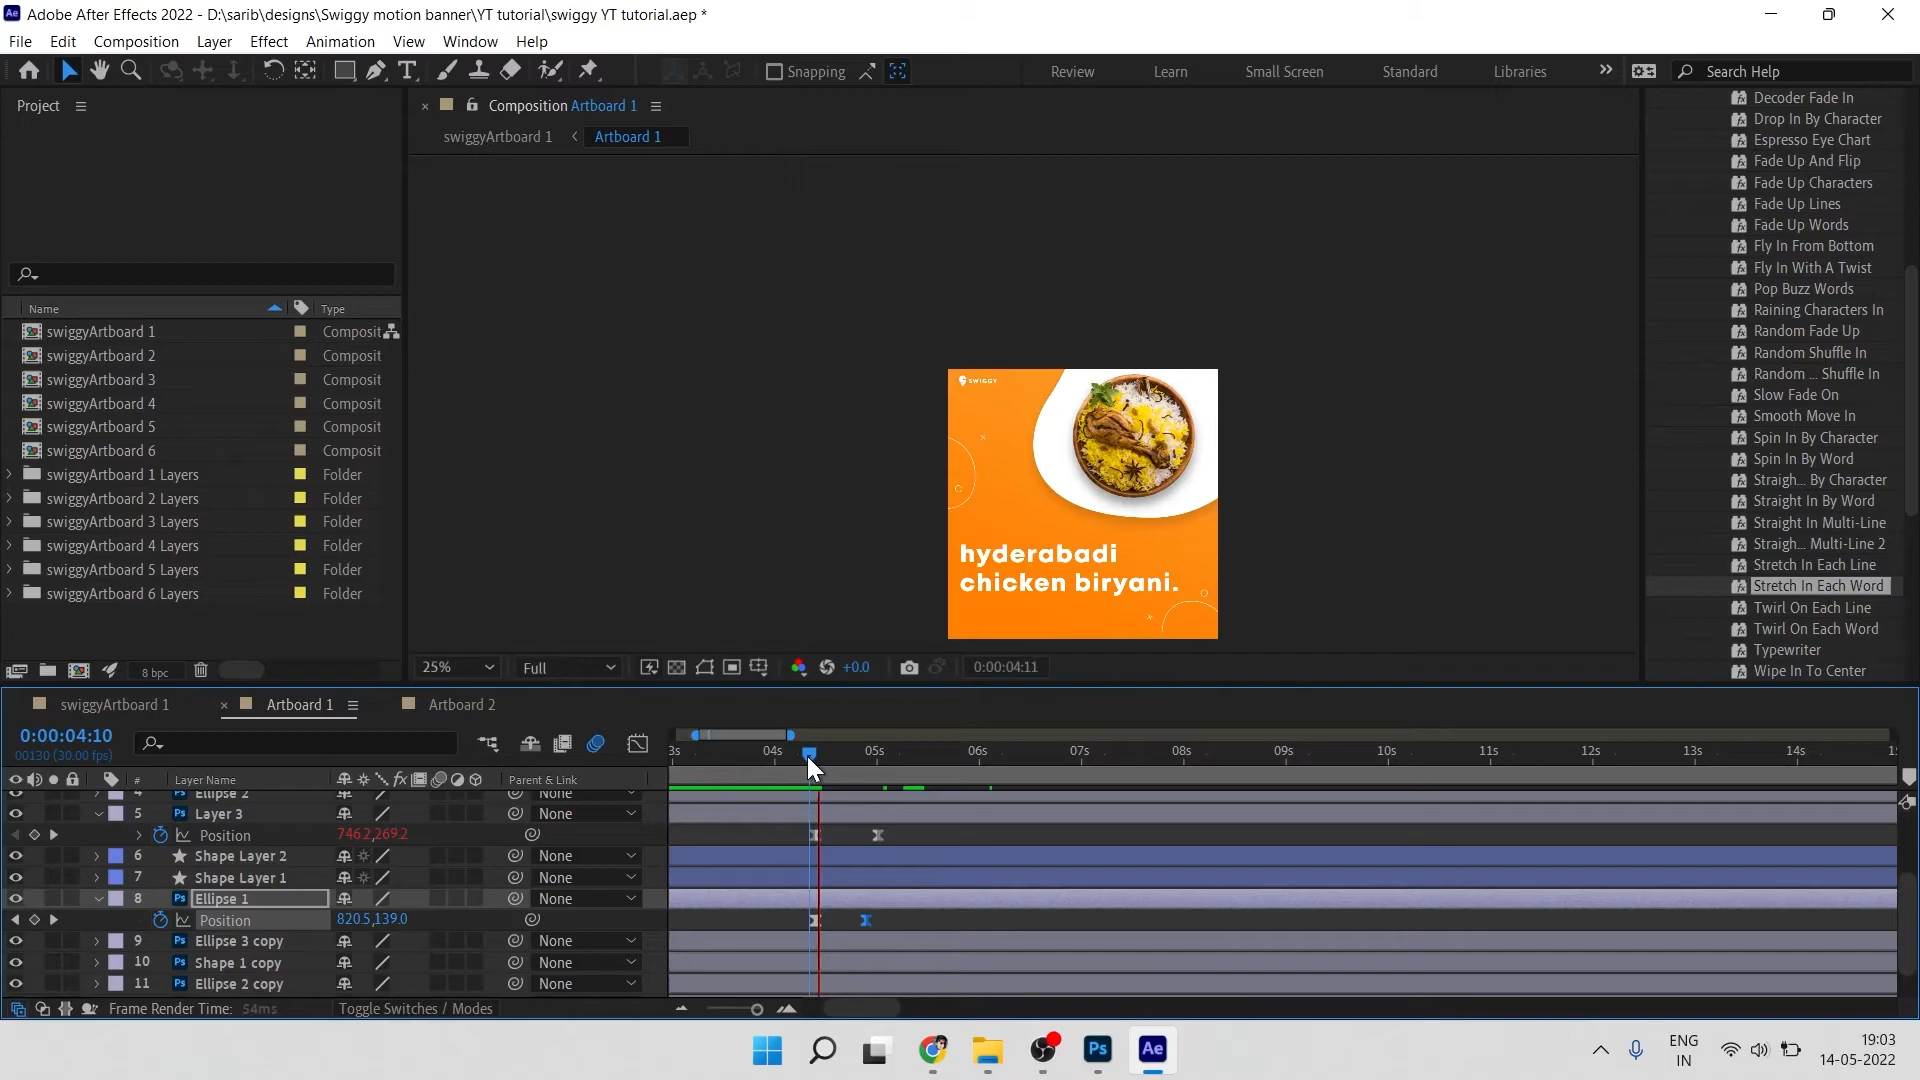 Adobe After Effects 2022 - D:\sarib\designs\Swiggy motion banner\YT tutorial\swiggy YT tutorial.aep *
File Edit Composition Layer Effect Animation View Window Help
Snapping
Review Learn Small Screen Standard Libraries
Search Help
Project
Name Type
swiggyArtboard 1 Composit
swiggyArtboard 2 Composit
swiggyArtboard 3 Composit
swiggyArtboard 4 Composit
swiggyArtboard 5 Composit
swiggyArtboard 6 Composit
swiggyArtboard 1 Layers Folder
swiggyArtboard 2 Layers Folder
swiggyArtboard 3 Layers Folder
swiggyArtboard 4 Layers Folder
swiggyArtboard 5 Layers Folder
swiggyArtboard 6 Layers Folder
8 bpc
Composition Artboard 1
swiggyArtboard 1 Artboard 1
SWIGGY
hyderabadi
chicken biryani.
25% Full +0.0 0:00:04:11
Decoder Fade In
Drop In By Character
Espresso Eye Chart
Fade Up And Flip
Fade Up Characters
Fade Up Lines
Fade Up Words
Fly In From Bottom
Fly In With A Twist
Pop Buzz Words
Raining Characters In
Random Fade Up
Random Shuffle In
Random ... Shuffle In
Slow Fade On
Smooth Move In
Spin In By Character
Spin In By Word
Straigh... By Character
Straight In By Word
Straight In Multi-Line
Straigh... Multi-Line 2
Stretch In Each Line
Stretch In Each Word
Twirl On Each Line
Twirl On Each Word
Typewriter
Wipe In To Center
swiggyArtboard 1 Artboard 1 Artboard 2
0:00:04:10
00130 (30.00 fps)
3s 04s 05s 06s 07s 08s 09s 10s 11s 12s 13s 14s
# Layer Name Parent & Link
Ellipse 2 None
5 Ps Layer 3 None
Position 746.2,269.2
6 Shape Layer 2 None
7 Shape Layer 1 None
8 Ps Ellipse 1 None
Position 820.5,139.0
9 Ps Ellipse 3 copy None
10 Ps Shape 1 copy None
11 Ps Ellipse 2 copy None
Frame Render Time: 54ms Toggle Switches / Modes
Ps Ae
ENG
IN
19:03
14-05-2022